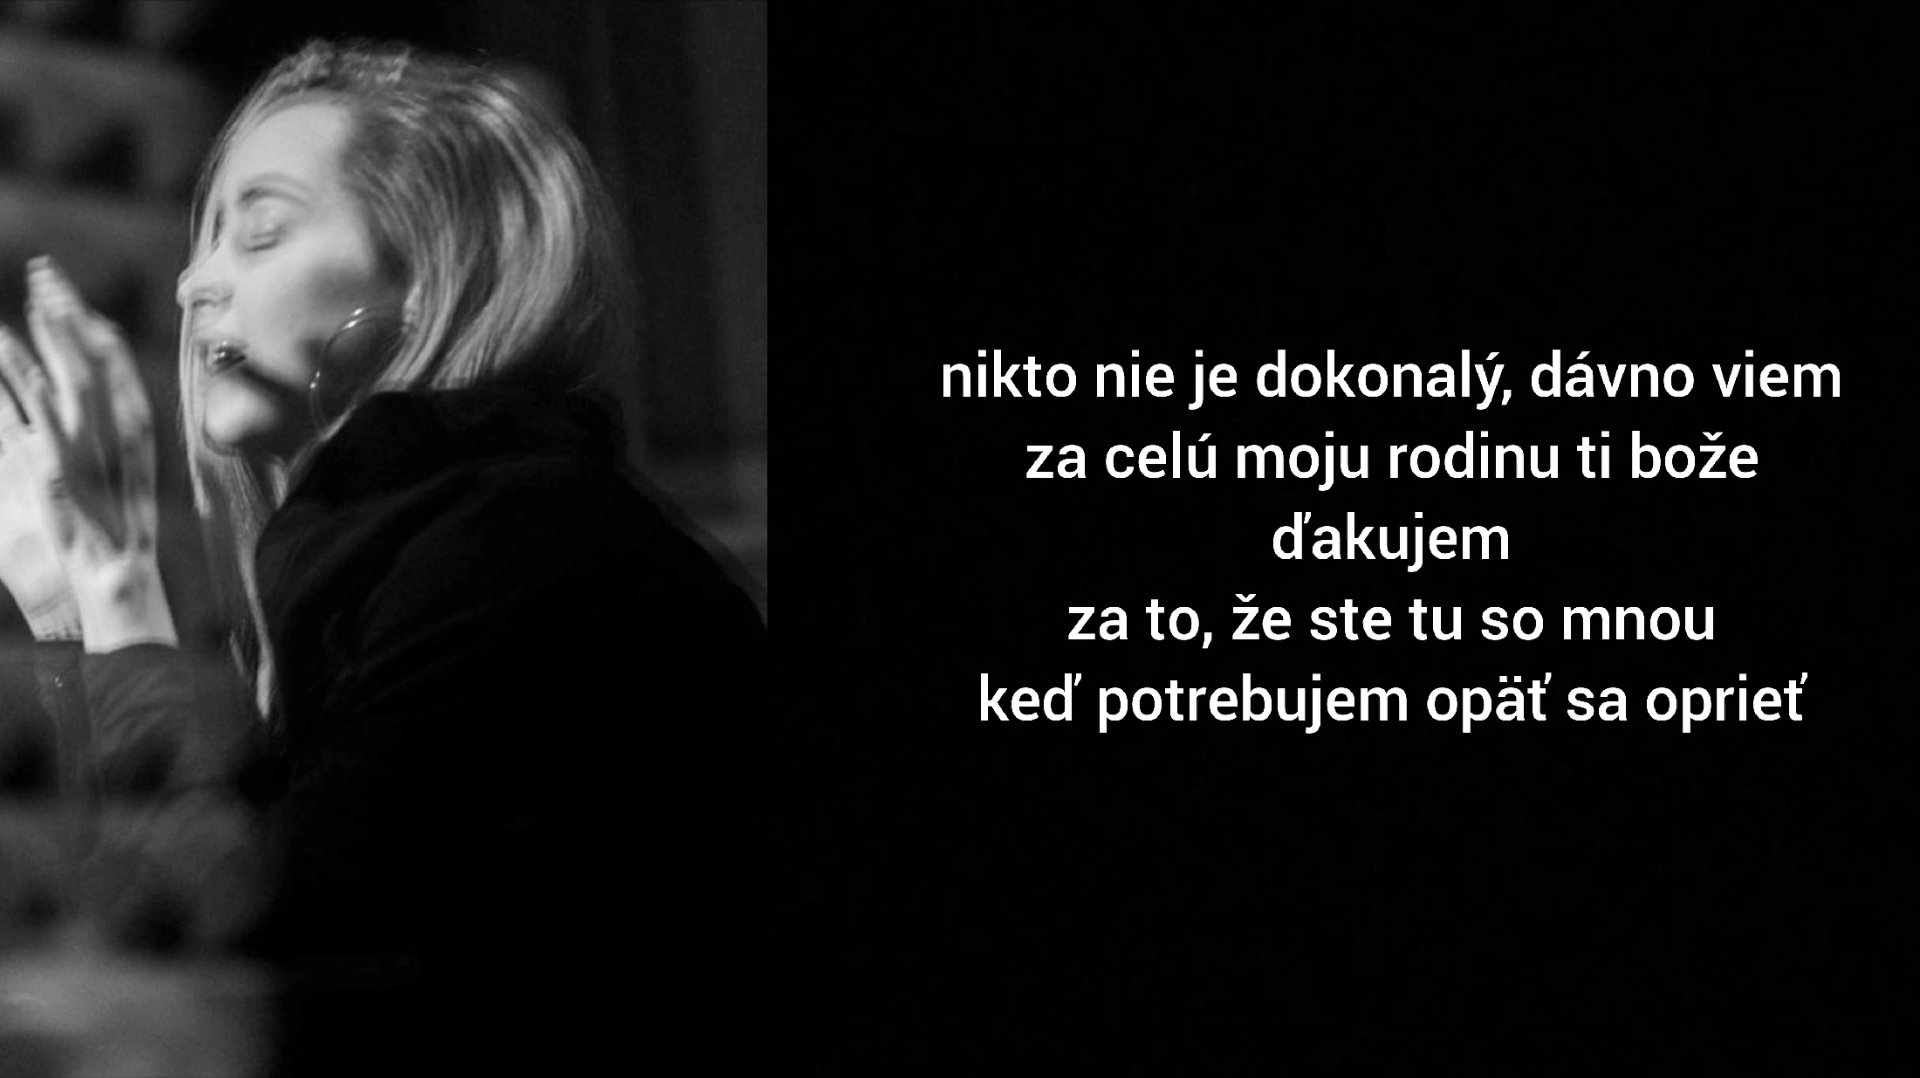 nikto nie je dokonalý, dávno viem
za celú moju rodinu ti bože
ďakujem
za to, že ste tu so mnou
keď potrebujem opäť sa oprieť